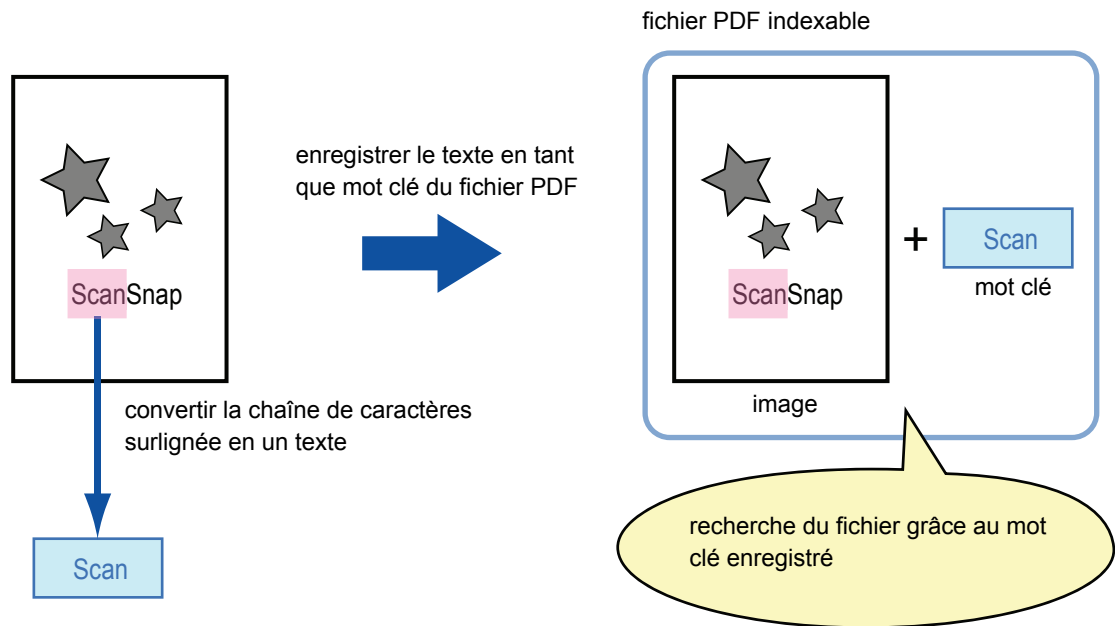 fichier PDF indexable
enregistrer le texte en tant
que mot clé du fichier PDF
ScanSnap
convertir la chaîne de caractères
surlignée en un texte
Scan
ScanSnap
image
+
Scan
mot clé
recherche du fichier grâce au mot
clé enregistré